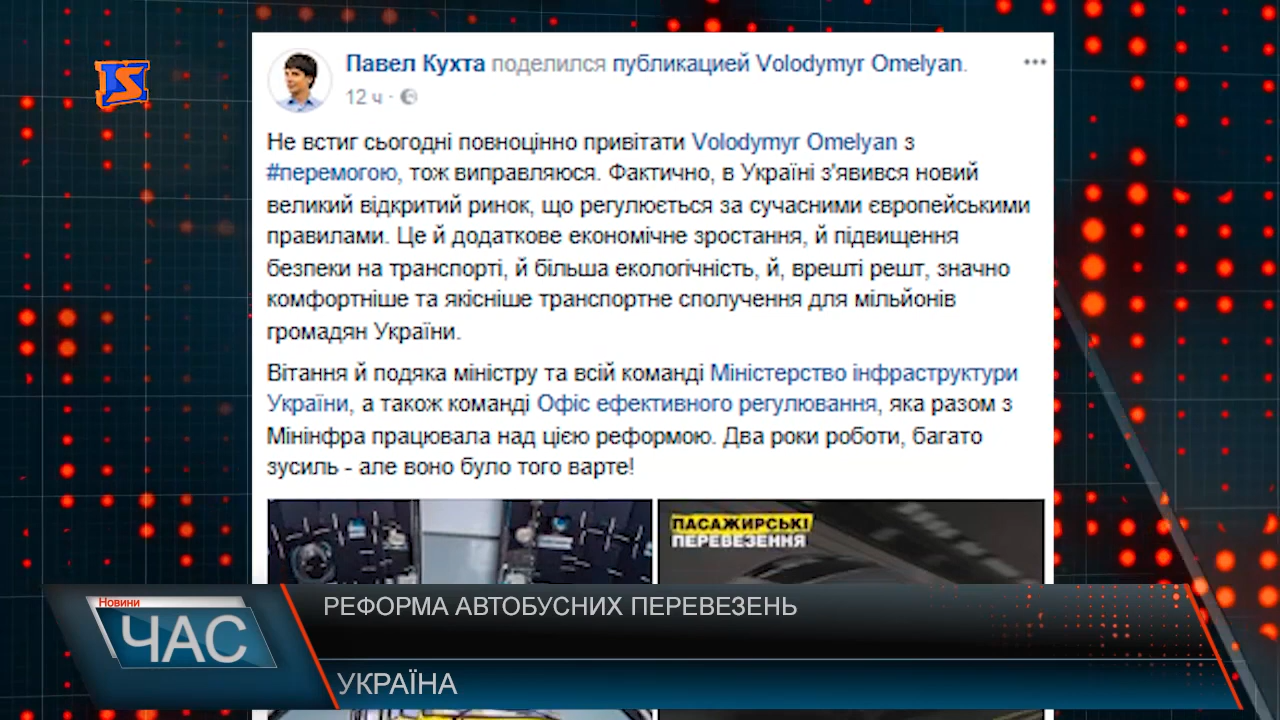 JS
Павел Кухта поделился публикацией Volodymyr Omelyan.
12 ч ·
Не встиг сьогодні повноцінно привітати Volodymyr Omelyan з
#перемогою, тож виправляюся. Фактично, в Україні з'явився новий
великий відкритий ринок, що регулюється за сучасними європейськими
правилами. Це й додаткове економічне зростання, й підвищення
безпеки на транспорті, й більша екологічність, й, врешті решт, значно
комфортніше та якісніше транспортне сполучення для мільйонів
громадян України.
Вітання й подяка міністру та всій команді Міністерство інфраструктури
України, а також команді Офіс ефективного регулювання, яка разом з
Мінінфра працювала над цією реформою. Два роки роботи, багато
зусиль - але воно було того варте!
ПАСАЖИРСЬКІ
ПЕРЕВЕЗЕННЯ
Новини
ЧАС
РЕФОРМА АВТОБУСНИХ ПЕРЕВЕЗЕНЬ
УКРАЇНА